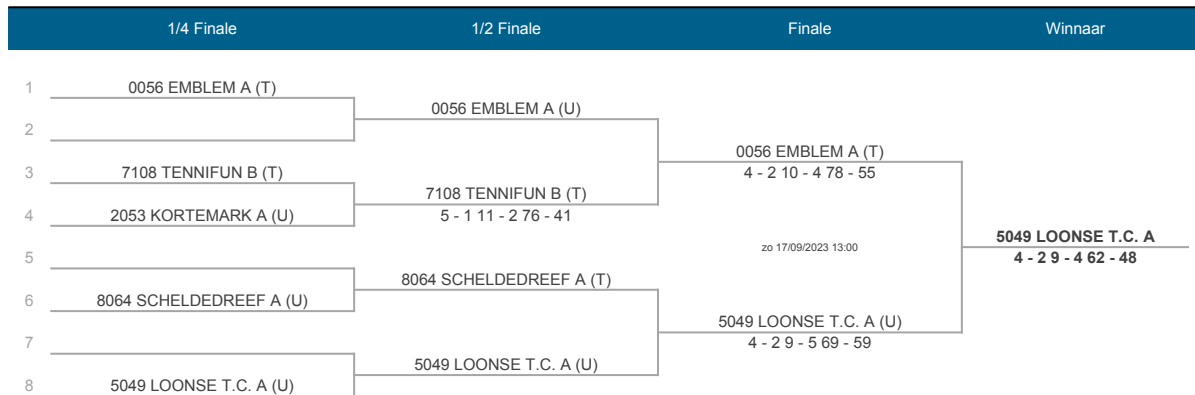 1/4 Finale 1/2 Finale Finale Winnaar
1 0056 EMBLEM A (T)
0056 EMBLEM A (U)
2
0056 EMBLEM A (T)
3 7108 TENNIFUN B (T) 4 - 2 10 - 4 78 - 55
7108 TENNIFUN B (T)
4 2053 KORTEMARK A (U) 5 - 1 11 - 2 76 - 41
5049 LOONSE T.C. A
zo 17/09/2023 13:00
5 4 - 2 9 - 4 62 - 48
8064 SCHELDEDREEF A (T)
6 8064 SCHELDEDREEF A (U)
5049 LOONSE T.C. A (U)
7 4 - 2 9 - 5 69 - 59
5049 LOONSE T.C. A (U)
8 5049 LOONSE T.C. A (U)